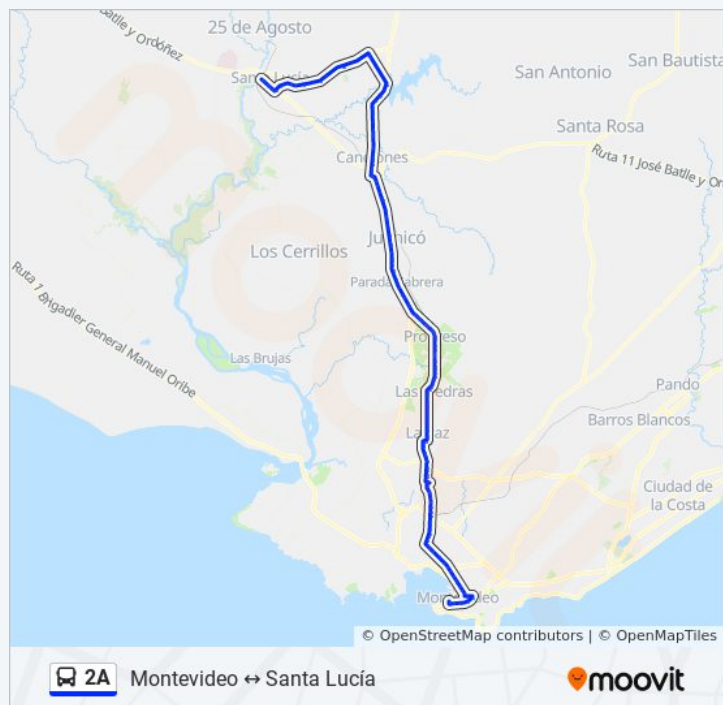 25 de Agosto
Batlle y Ordóñez
San Bautista
Santa Lucía
San Antonio
Santa Rosa
Canelones
Ruta 11 José Batlle y Or
Juanicó
Los Cerrillos
Parada Cabrera
Ruta 1 Brigadier General Manuel Oribe
Progreso
Las Brujas
Las Piedras
Pando
La Paz
Barros Blancos
Ciudad de
la Costa
Montevideo
© OpenStreetMap contributors | © OpenMapTiles
2A Montevideo ↔ Santa Lucía
moovit